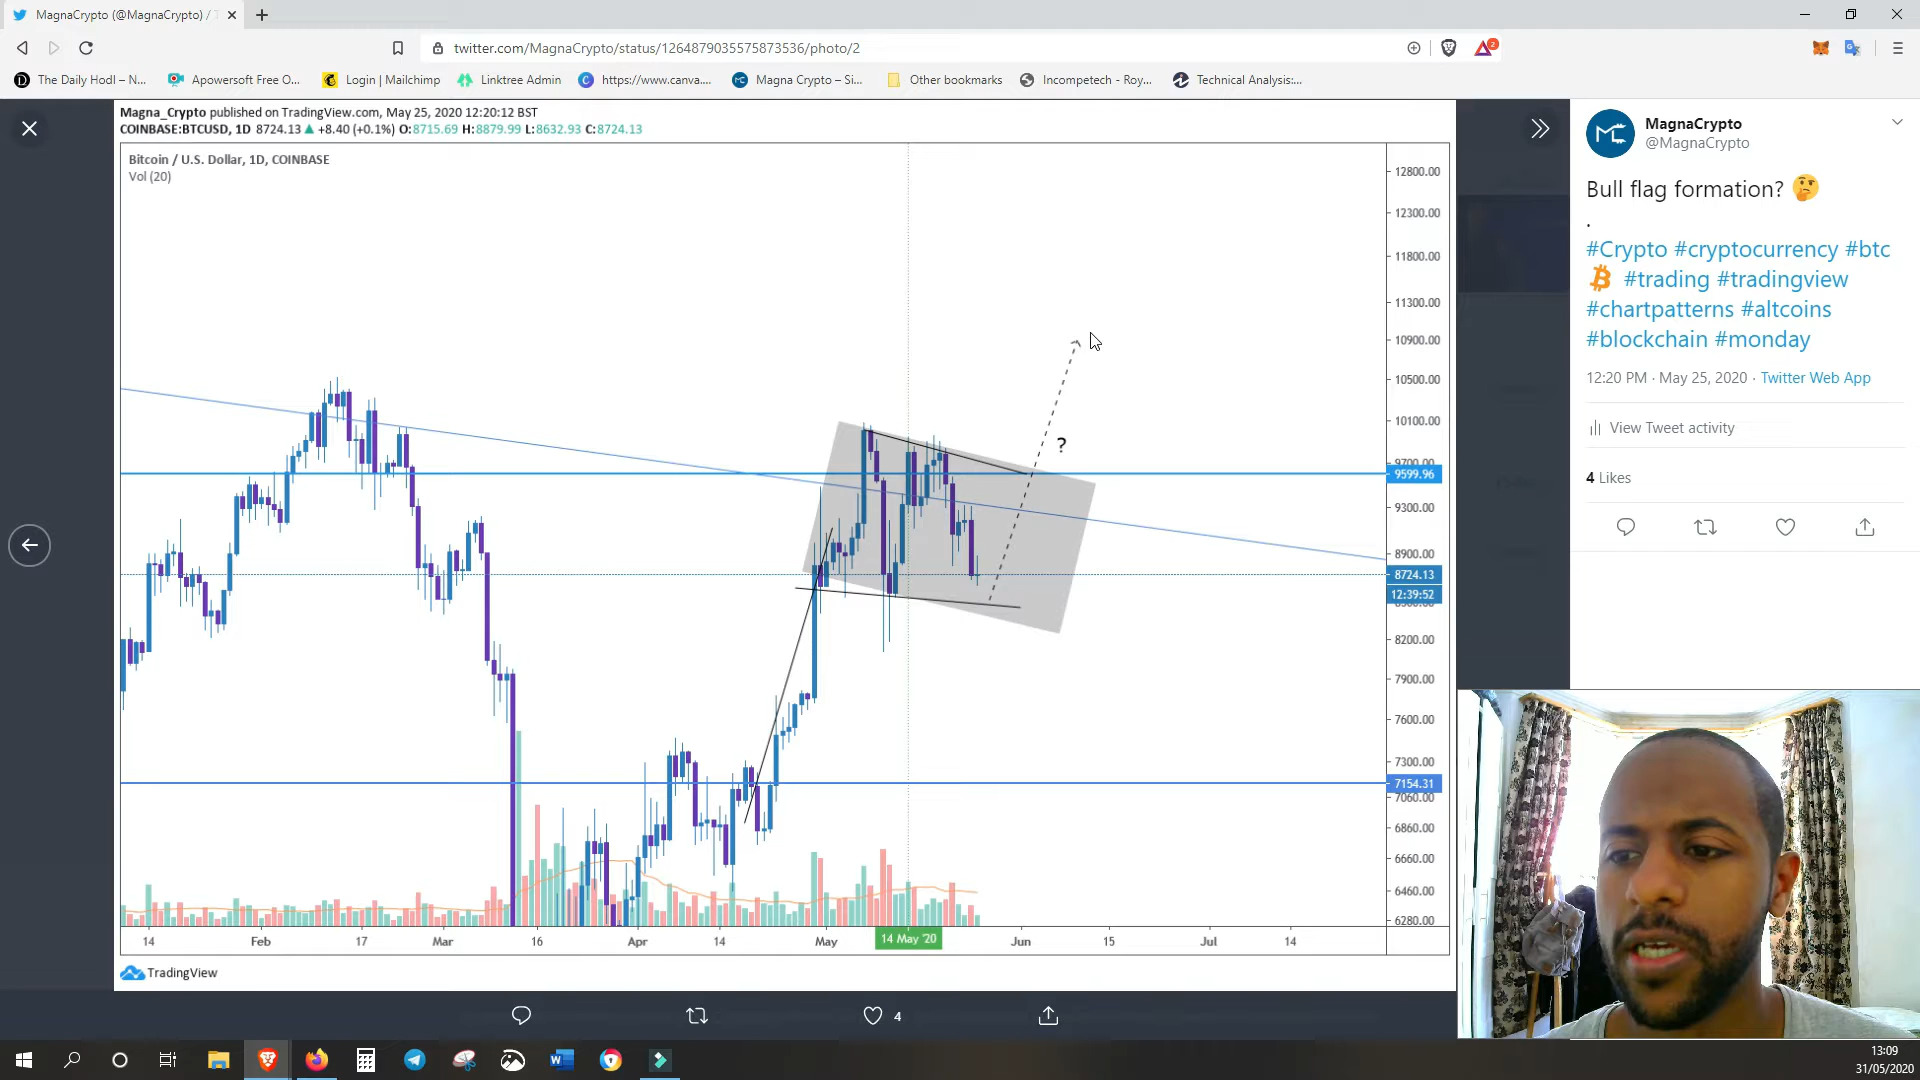 MagnaCrypto (@MagnaCrypto) /
twitter.com/MagnaCrypto/status/1264879035575873536/photo/2
2
The Daily Hodl – N...
Apowersoft Free O...
Login | Mailchimp
Linktree Admin
https://www.canva....
Magna Crypto – Si...
Other bookmarks
Incompetech - Roy...
Technical Analysis:...
Magna_Crypto published on TradingView.com, May 25, 2020 12:20:12 BST
COINBASE:BTCUSD, 1D 8724.13 ▲ +8.40 (+0.1%) O:8715.69 H:8879.99 L:8632.93 C:8724.13
Bitcoin / U.S. Dollar, 1D, COINBASE
Vol (20)
12800.00
12300.00
11800.00
11300.00
10900.00
10500.00
10100.00
9700.00
9599.96
9300.00
8900.00
8724.13
12:39:52
8200.00
7900.00
7600.00
7300.00
7154.31
7060.00
6860.00
6660.00
6460.00
6280.00
?
14
Feb
17
Mar
16
Apr
14
May
14 May '20
Jun
15
Jul
14
TradingView
4
MagnaCrypto
@MagnaCrypto
Bull flag formation? 🤔
.
#Crypto #cryptocurrency #btc
#trading #tradingview
#chartpatterns #altcoins
#blockchain #monday
12:20 PM · May 25, 2020 · Twitter Web App
View Tweet activity
4 Likes
13:09
31/05/2020